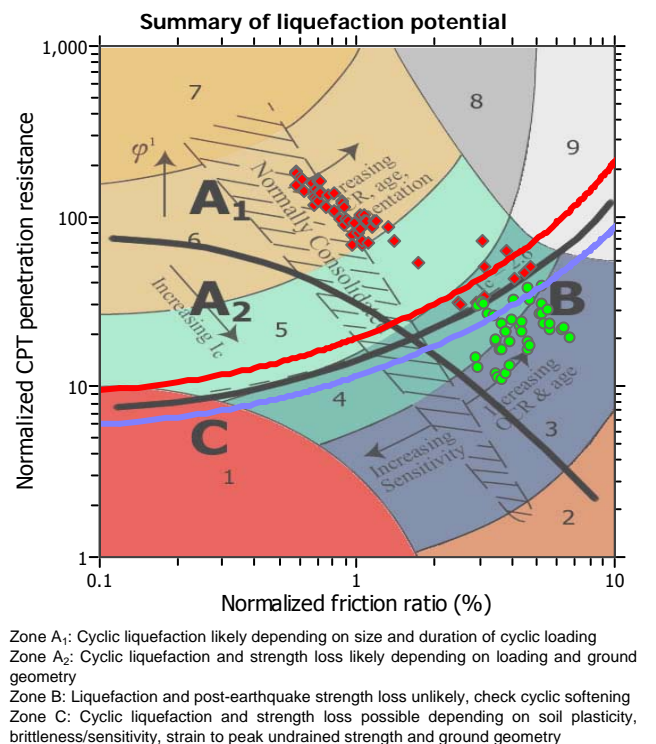 Summary of liquefaction potential
1,000
100
10
1
Normalized CPT penetration resistance
7
8
9
φ¹
A₁
6
A₂
5
4
B
C
1
3
2
Normally Consolidated
Increasing Ic
Increasing
OCR & age
Increasing
Sensitivity
0.1
1
10
Normalized friction ratio (%)
Zone A₁: Cyclic liquefaction likely depending on size and duration of cyclic loading
Zone A₂: Cyclic liquefaction and strength loss likely depending on loading and ground
geometry
Zone B: Liquefaction and post-earthquake strength loss unlikely, check cyclic softening
Zone C: Cyclic liquefaction and strength loss possible depending on soil plasticity,
brittleness/sensitivity, strain to peak undrained strength and ground geometry